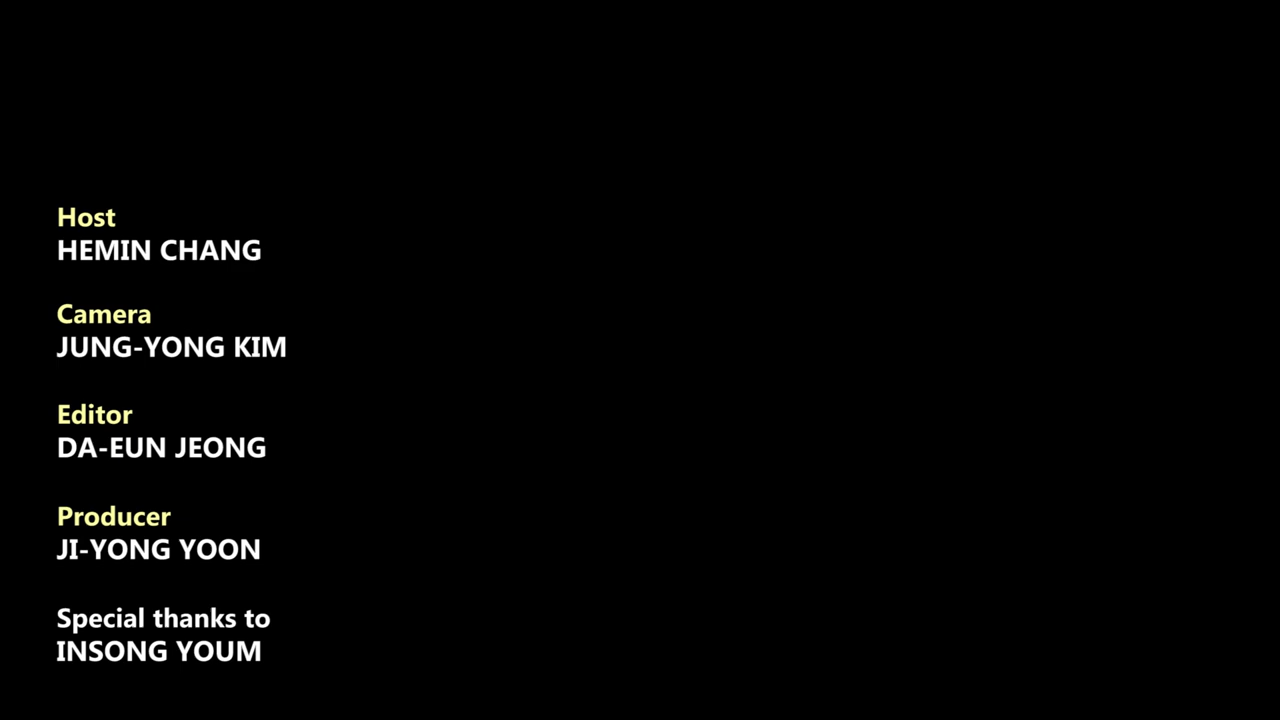 Host
HEMIN CHANG
Camera
JUNG-YONG KIM
Editor
DA-EUN JEONG
Producer
JI-YONG YOON
Special thanks to
INSONG YOUM